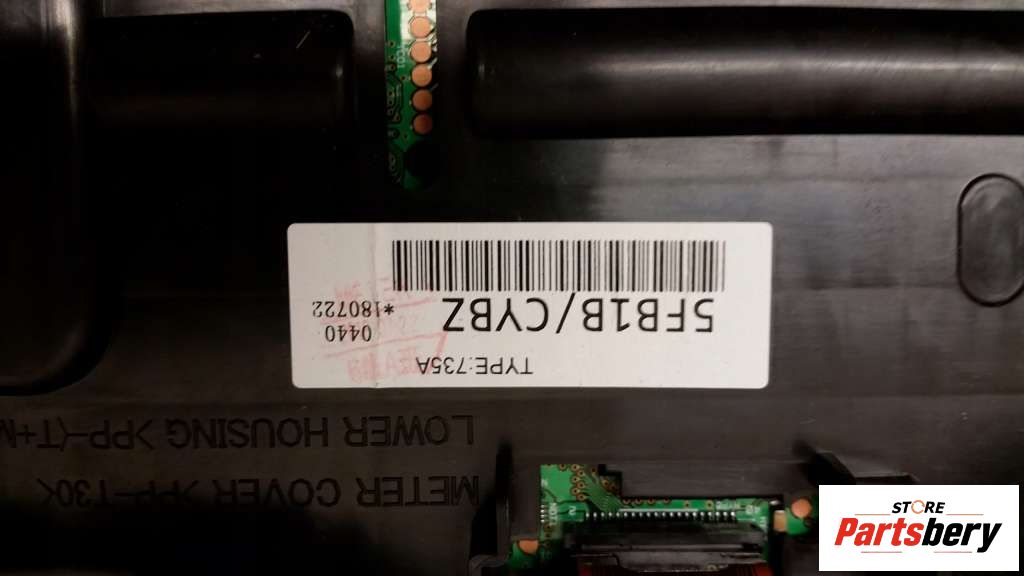 TYPE:735A
0440
5FB1B/CYBZ
*180722
LOWER HOUSING >PP-(T+M
METER COVER >PP-T30<
STORE
Partsbery